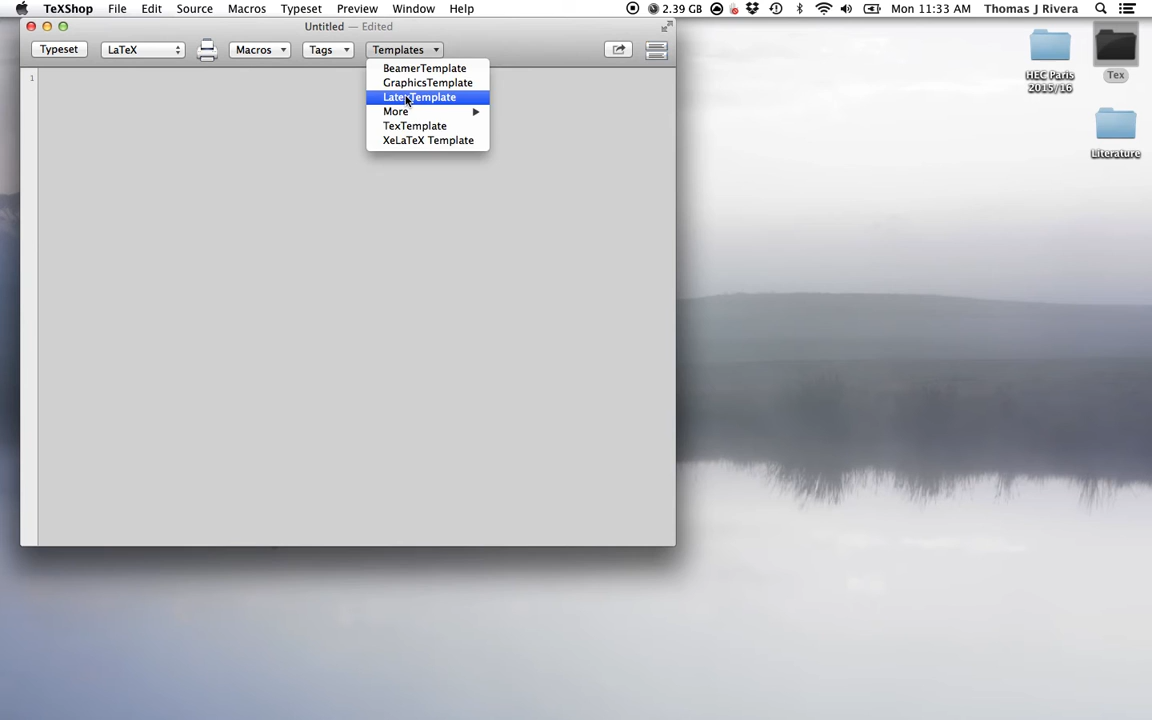 TeXShop File Edit Source Macros Typeset Preview Window Help 2.39 GB Mon 11:33 AM Thomas J Rivera
Untitled — Edited
Typeset LaTeX Macros Tags Templates
1
BeamerTemplate
GraphicsTemplate
LatexTemplate
More
TexTemplate
XeLaTeX Template
HEC Paris
2015/16
Tex
Literature